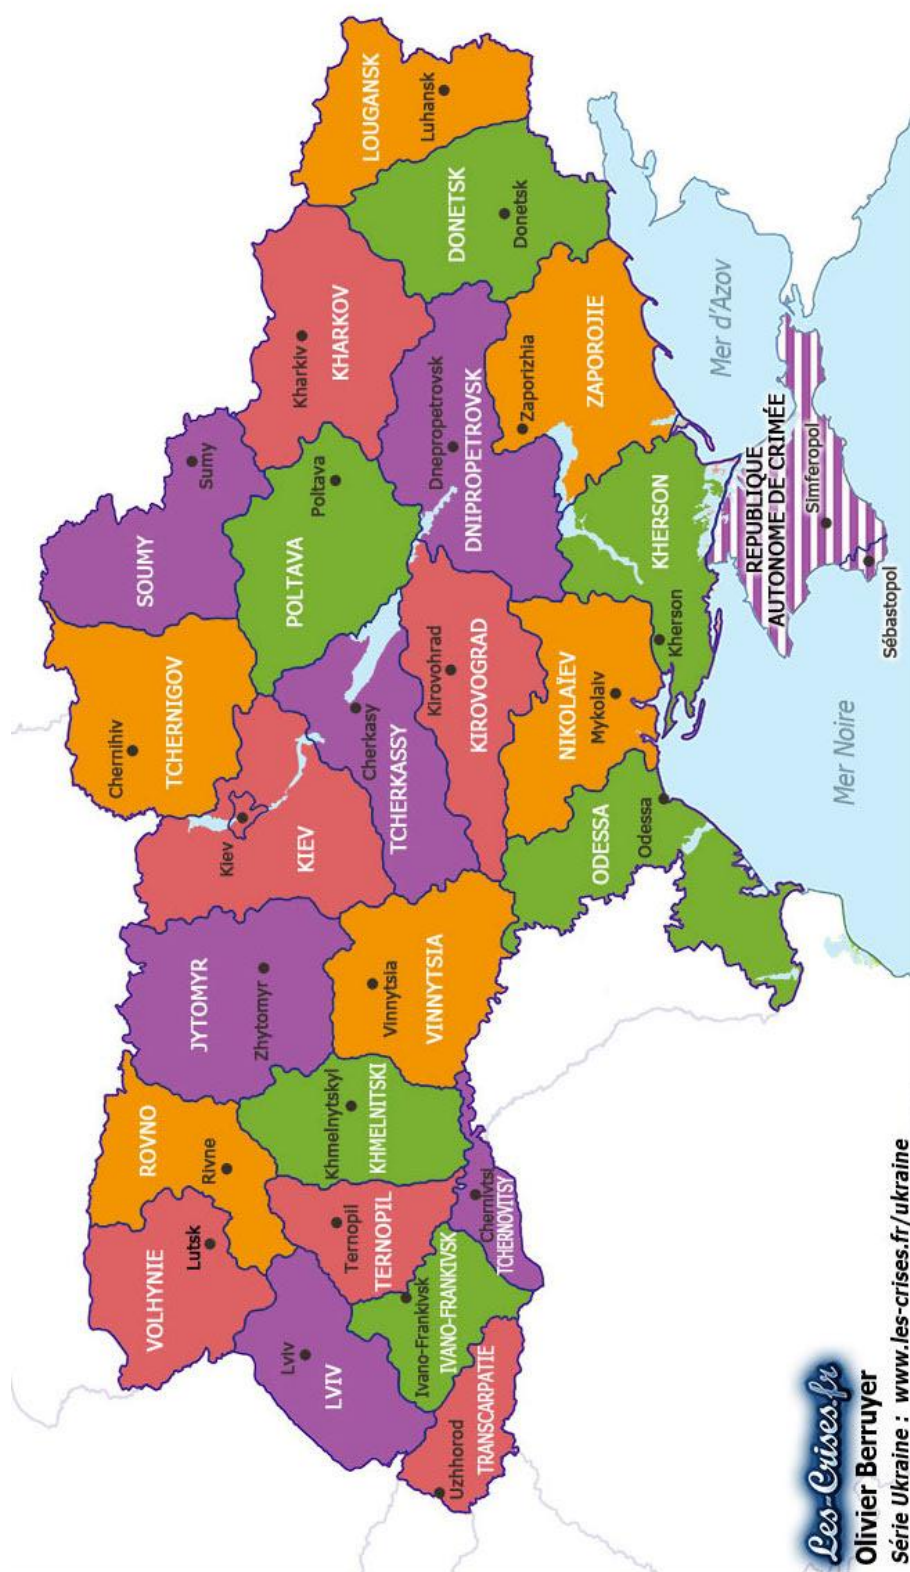 VOLHYNIE
Lutsk
ROVNO
Rivne
JYTOMYR
Zhytomyr
Kiev
KIEV
Chernihiv
TCHERNIGOV
SOUMY
Sumy
LVIV
Lviv
Ternopil
TERNOPIL
Khmelnytskyl
KHMELNITSKI
Vinnytsia
VINNYTSIA
Cherkasy
TCHERKASSY
POLTAVA
Poltava
Kharkiv
KHARKOV
LOUGANSK
Luhansk
Uzhhorod
TRANSCARPATIE
Ivano-Frankivsk
IVANO-FRANKIVSK
Chernivtsl
TCHERNOVITSY
Kirovohrad
KIROVOGRAD
Dnepropetrovsk
DNIPROPETROVSK
DONETSK
Donetsk
ODESSA
Odessa
NIKOLAÏEV
Mykolaiv
KHERSON
Kherson
Zaporizhia
ZAPOROJIE
Mer d'Azov
REPUBLIQUE
AUTONOME DE CRIMÉE
Simferopol
Sébastopol
Mer Noire
Les-Crises.fr
Olivier Berruyer
Série Ukraine : www.les-crises.fr/ukraine